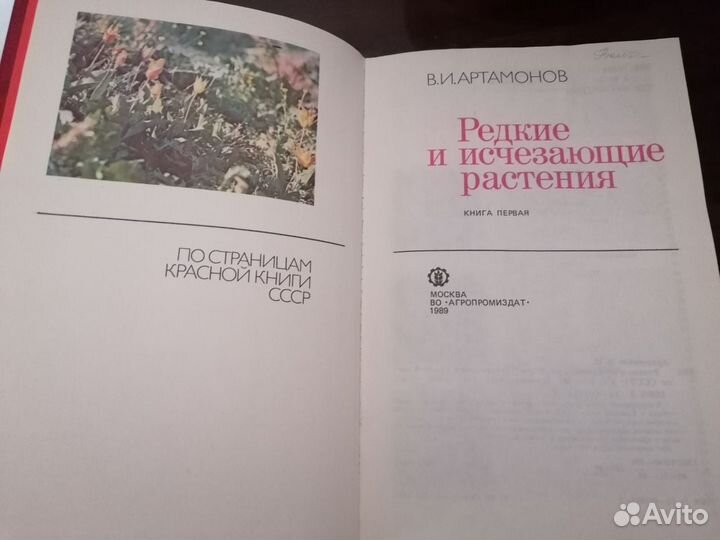 ПО СТРАНИЦАМ
КРАСНОЙ КНИГИ
СССР
В.И.АРТАМОНОВ
Редкие
и исчезающие
растения
КНИГА ПЕРВАЯ
МОСКВА
ВО «АГРОПРОМИЗДАТ»
1989
Avito